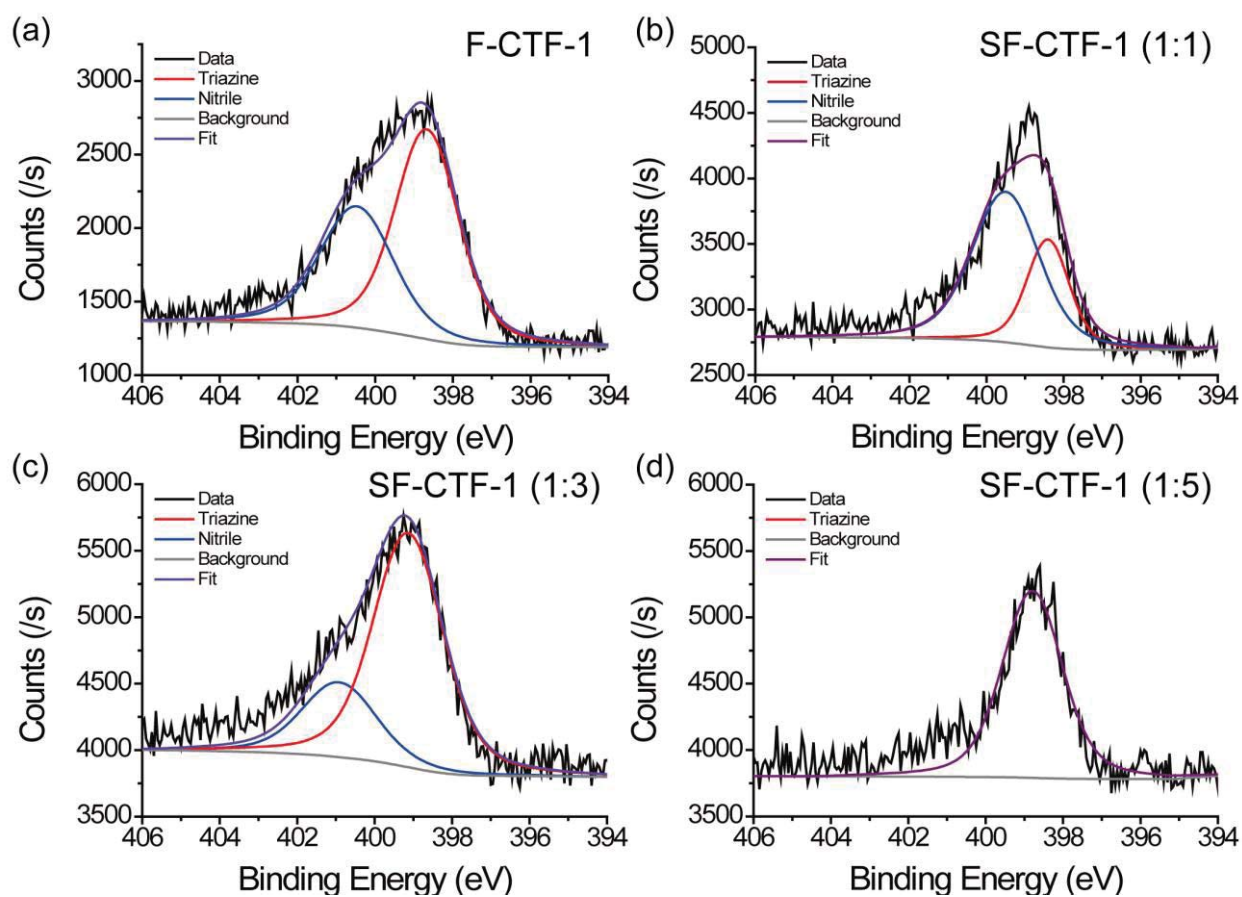 (a)
F-CTF-1
Data
Triazine
Nitrile
Background
Fit
3000
2500
2000
1500
1000
Counts (/s)
406 404 402 400 398 396 394
Binding Energy (eV)
(b)
SF-CTF-1 (1:1)
Data
Triazine
Nitrile
Background
Fit
5000
4500
4000
3500
3000
2500
Counts (/s)
406 404 402 400 398 396 394
Binding Energy (eV)
(c)
SF-CTF-1 (1:3)
Data
Triazine
Nitrile
Background
Fit
6000
5500
5000
4500
4000
3500
Counts (/s)
406 404 402 400 398 396 394
Binding Energy (eV)
(d)
SF-CTF-1 (1:5)
Data
Triazine
Background
Fit
6000
5500
5000
4500
4000
3500
Counts (/s)
406 404 402 400 398 396 394
Binding Energy (eV)